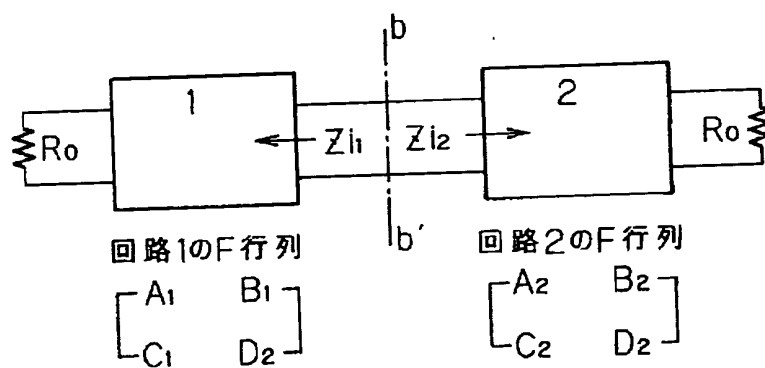 b
1
2
Ro
Zi1
Zi2
Ro
b′
回路1のF行列
回路2のF行列
A1 B1
C1 D2
A2 B2
C2 D2